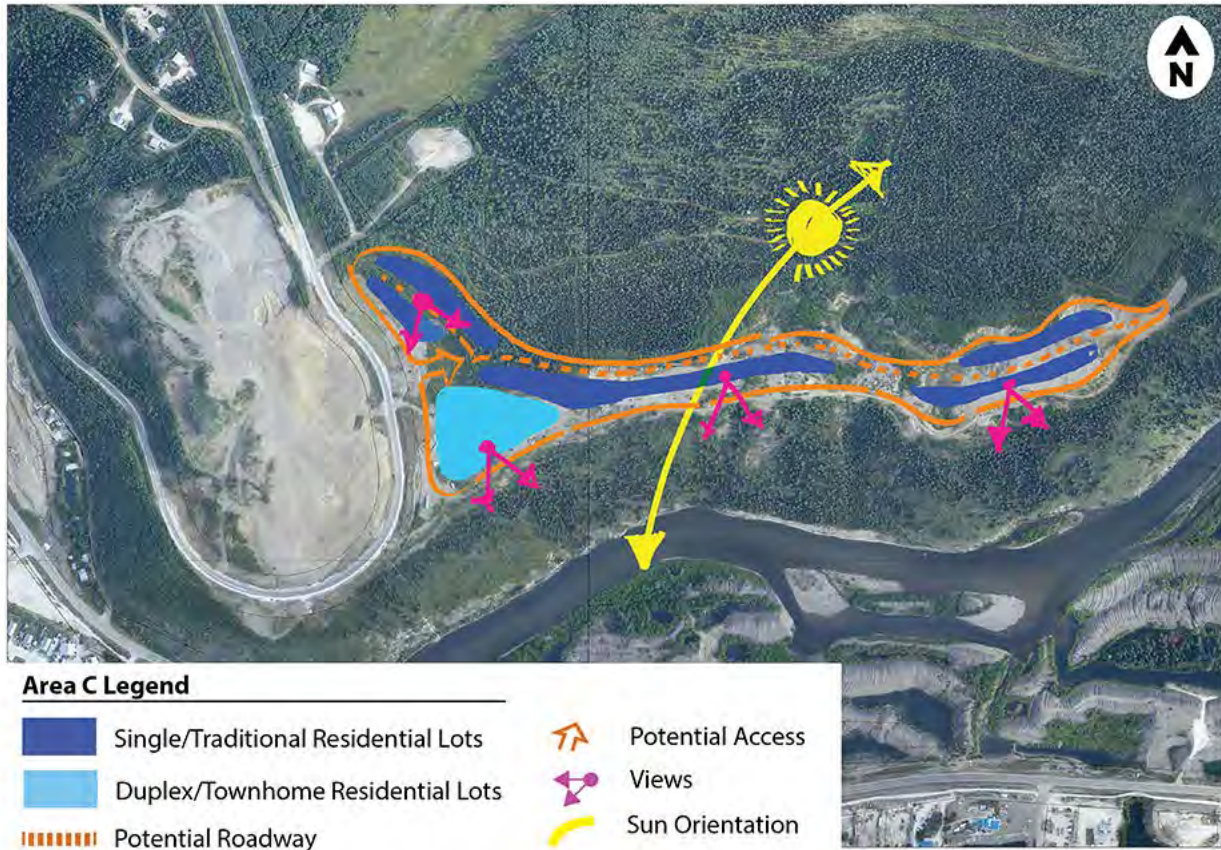 N
Area C Legend
Single/Traditional Residential Lots
Duplex/Townhome Residential Lots
Potential Roadway
Potential Access
Views
Sun Orientation